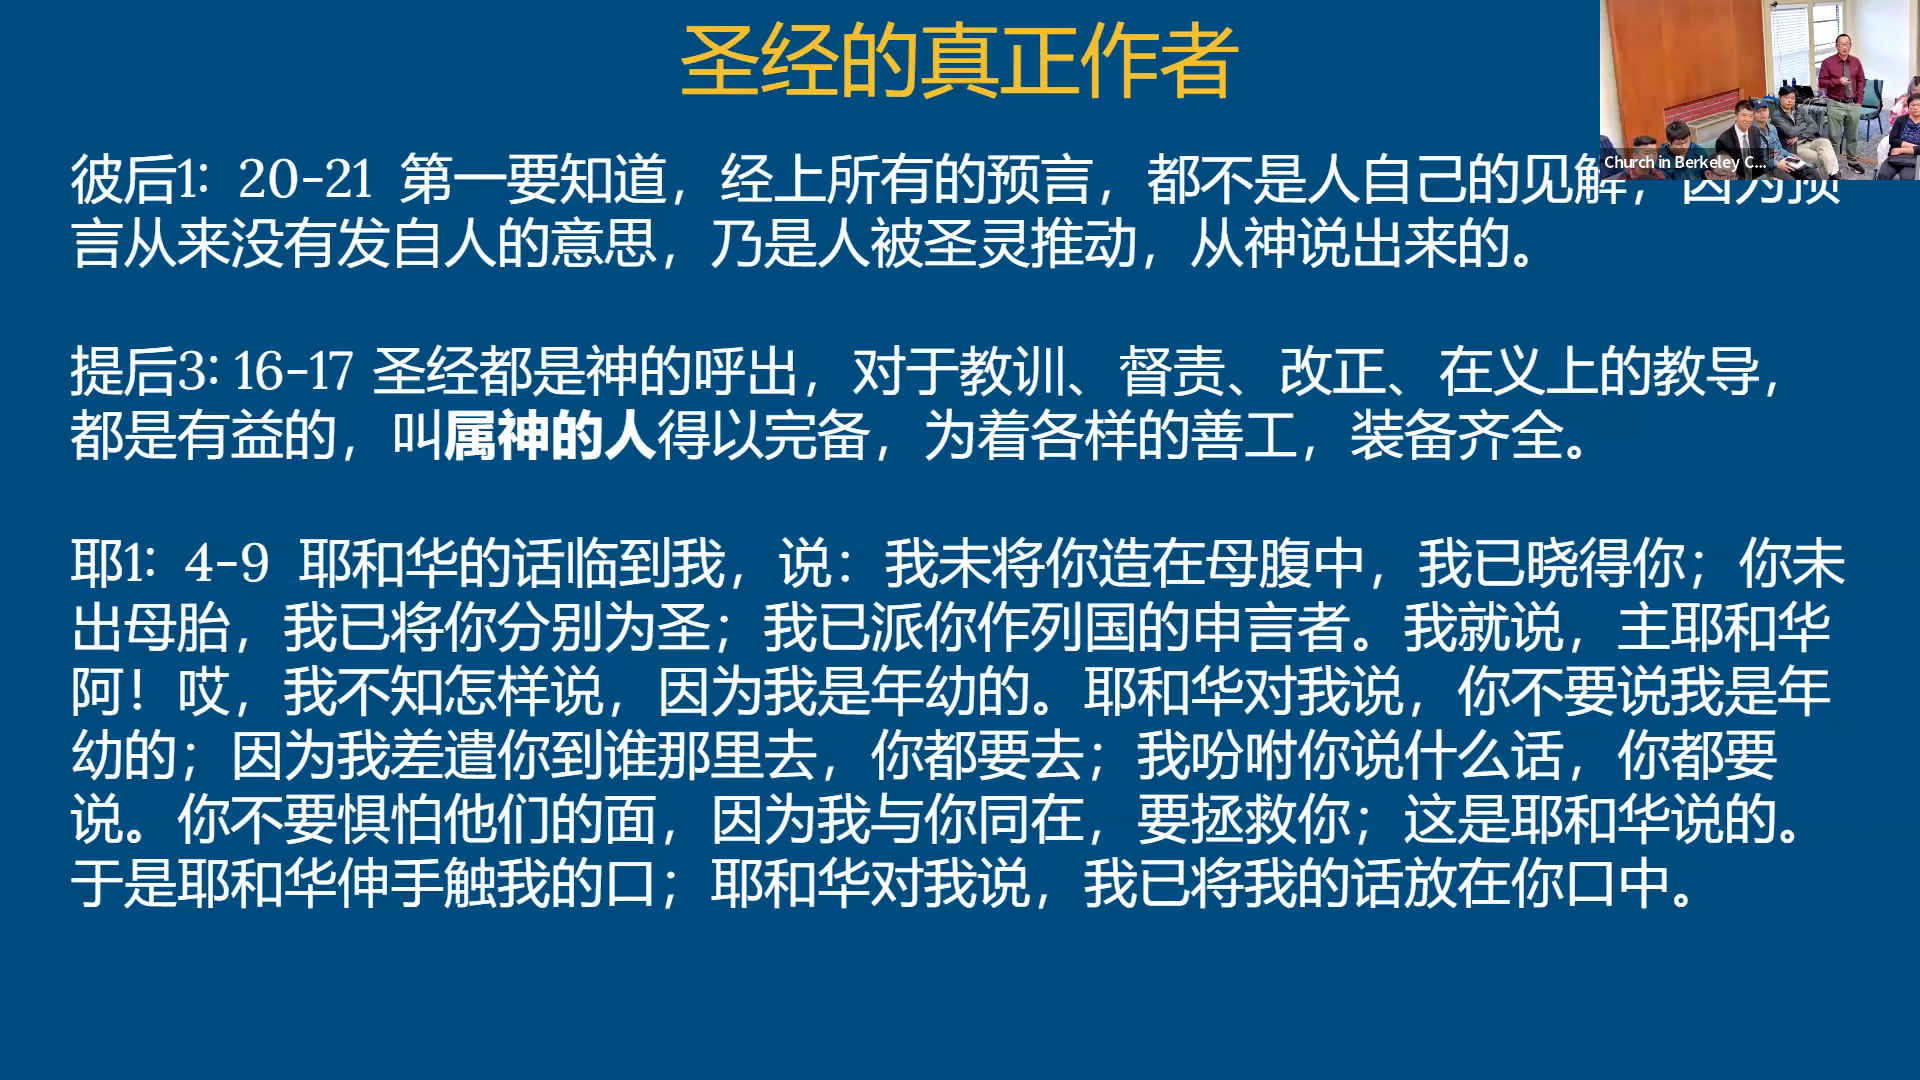 圣经的真正作者
Church in Berkeley C...
彼后1：20-21 第一要知道，经上所有的预言，都不是人自己的见解，因为预
言从来没有发自人的意思，乃是人被圣灵推动，从神说出来的。
提后3: 16-17 圣经都是神的呼出，对于教训、督责、改正、在义上的教导，
都是有益的，叫属神的人得以完备，为着各样的善工，装备齐全。
耶1：4-9 耶和华的话临到我，说：我未将你造在母腹中，我已晓得你；你未
出母胎，我已将你分别为圣；我已派你作列国的申言者。我就说，主耶和华
阿！哎，我不知怎样说，因为我是年幼的。耶和华对我说，你不要说我是年
幼的；因为我差遣你到谁那里去，你都要去；我吩咐你说什么话，你都要
说。你不要惧怕他们的面，因为我与你同在，要拯救你；这是耶和华说的。
于是耶和华伸手触我的口；耶和华对我说，我已将我的话放在你口中。